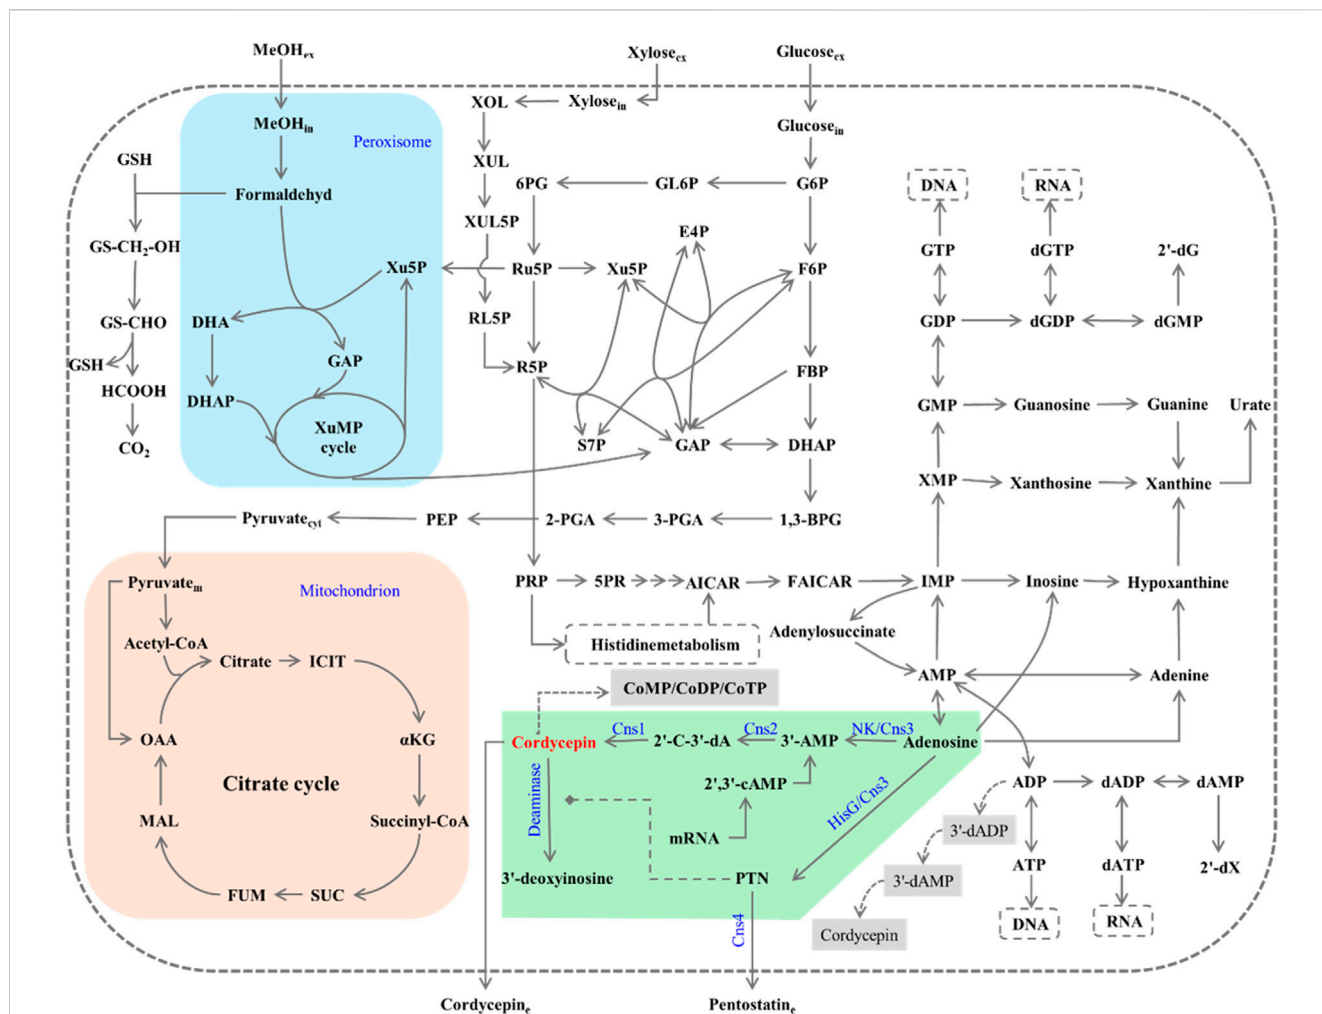 MeOHex
Xyloseex
Glucoseex
XOL
Xylosein
MeOHin
Glucosein
Peroxisome
GSH
XUL
6PG
GL6P
G6P
DNA
RNA
Formaldehyd
XUL5P
E4P
GS-CH2-OH
GTP
dGTP
2'-dG
Xu5P
Ru5P
Xu5P
F6P
GS-CHO
DHA
RL5P
GDP
dGDP
dGMP
GSH
GAP
R5P
FBP
HCOOH
DHAP
GMP
Guanosine
Guanine
Urate
XuMP
cycle
CO2
S7P
GAP
DHAP
XMP
Xanthosine
Xanthine
Pyruvatecyt
PEP
2-PGA
3-PGA
1,3-BPG
Pyruvatem
Mitochondrion
PRP
5PR
AICAR
FAICAR
IMP
Inosine
Hypoxanthine
Acetyl-CoA
Citrate
ICIT
Histidinemetabolism
Adenylosuccinate
CoMP/CoDP/CoTP
AMP
Adenine
OAA
αKG
Cordycepin
Cns1
2'-C-3'-dA
Cns2
3'-AMP
NK/Cns3
Adenosine
Citrate cycle
2',3'-cAMP
ADP
dADP
dAMP
Deaminase
HisG/Cns3
MAL
Succinyl-CoA
mRNA
3'-dADP
ATP
dATP
2'-dX
3'-deoxyinosine
PTN
3'-dAMP
FUM
SUC
Cns4
DNA
RNA
Cordycepin
Cordycepine
Pentostatine